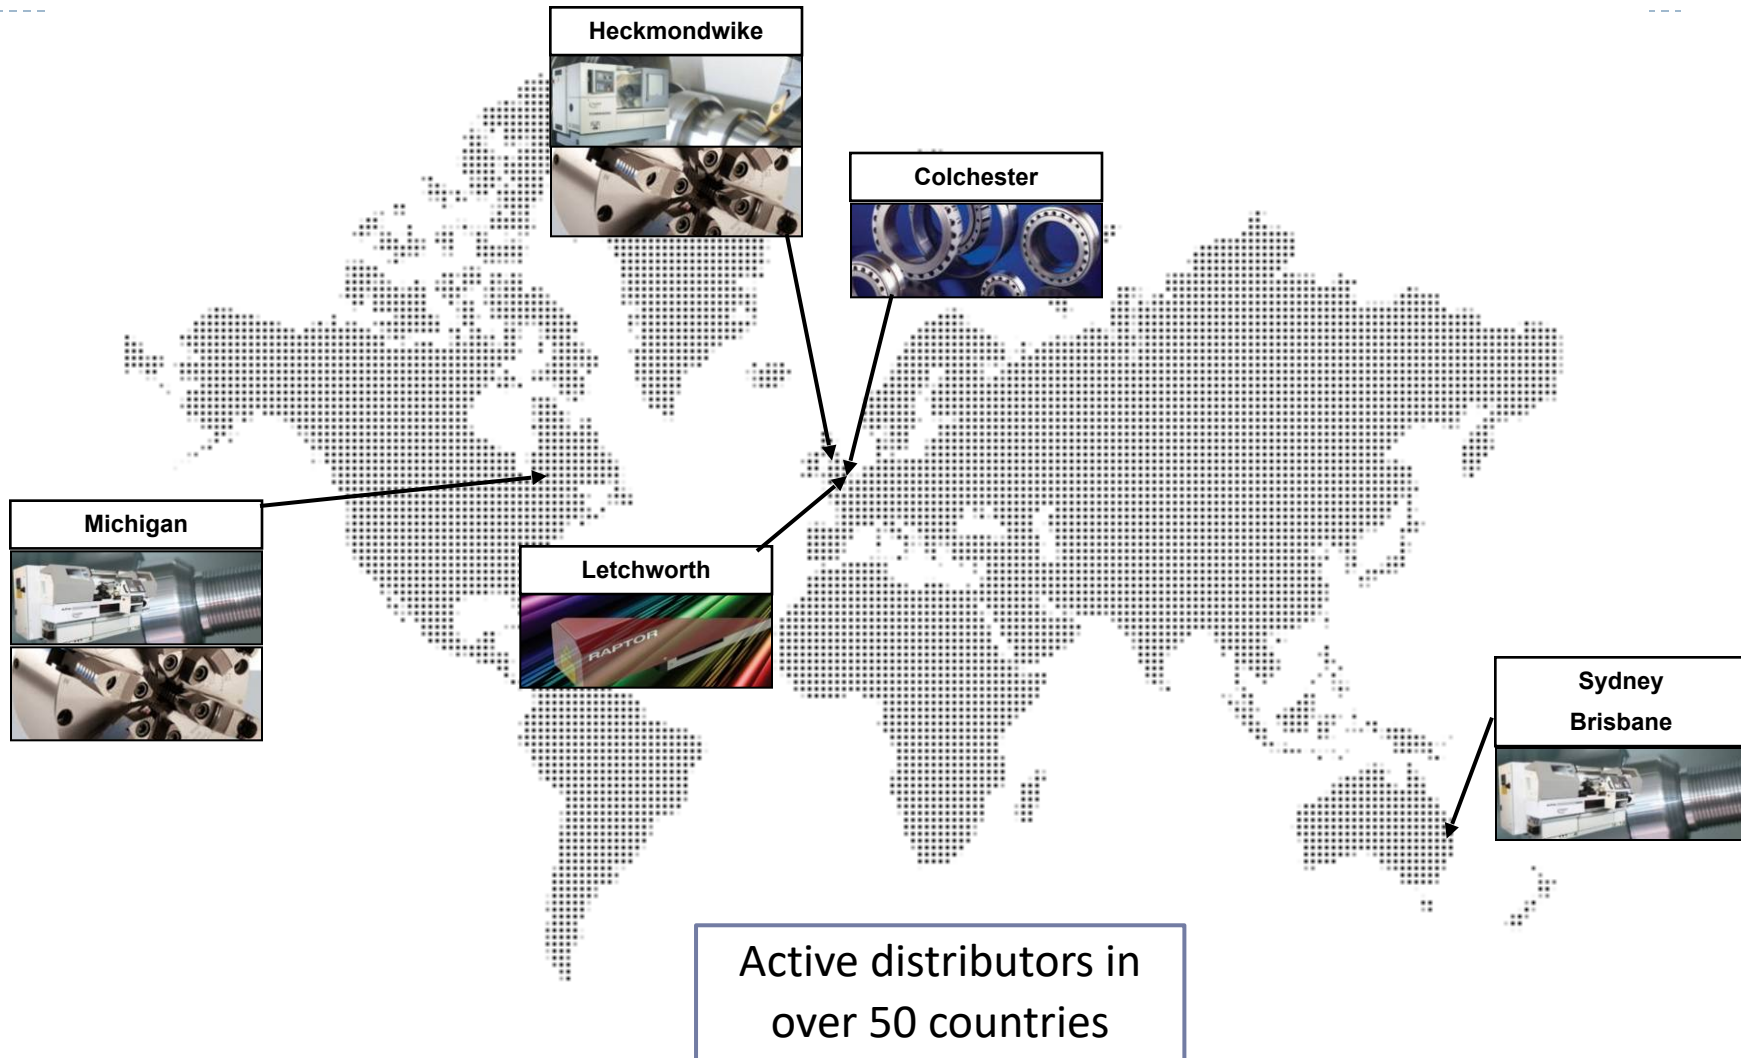 Heckmondwike
Colchester
Michigan
Letchworth
RAPTOR
Sydney
Brisbane
Active distributors in
over 50 countries